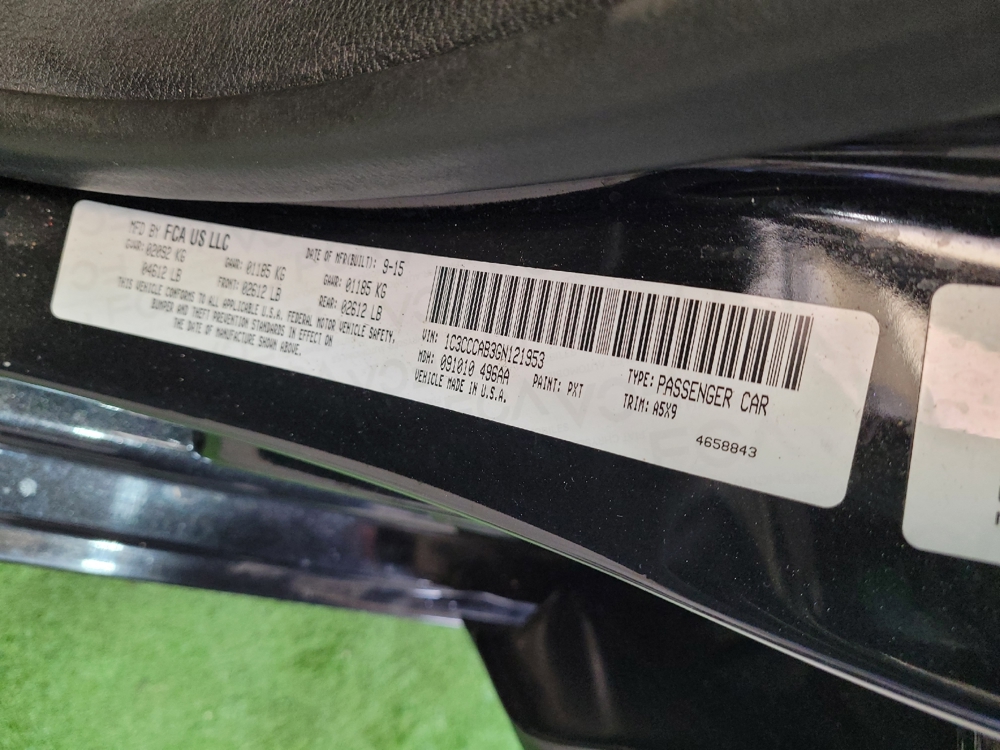 MFD BY FCA US LLC
DATE OF MFR(BUILT): 9-15
GVWR: 02092 KG
GAWR: 01185 KG
GAWR: 01185 KG
04612 LB
FRONT: 02612 LB
REAR: 02612 LB
THIS VEHICLE CONFORMS TO ALL APPLICABLE U.S.A. FEDERAL MOTOR VEHICLE SAFETY,
BUMPER AND THEFT PREVENTION STANDARDS IN EFFECT ON
THE DATE OF MANUFACTURE SHOWN ABOVE.
VIN: 1C3CCCAB3GN121953
TYPE: PASSENGER CAR
MDH: 091010 496AA
PAINT: PXT
TRIM: A5X9
VEHICLE MADE IN U.S.A.
4658843